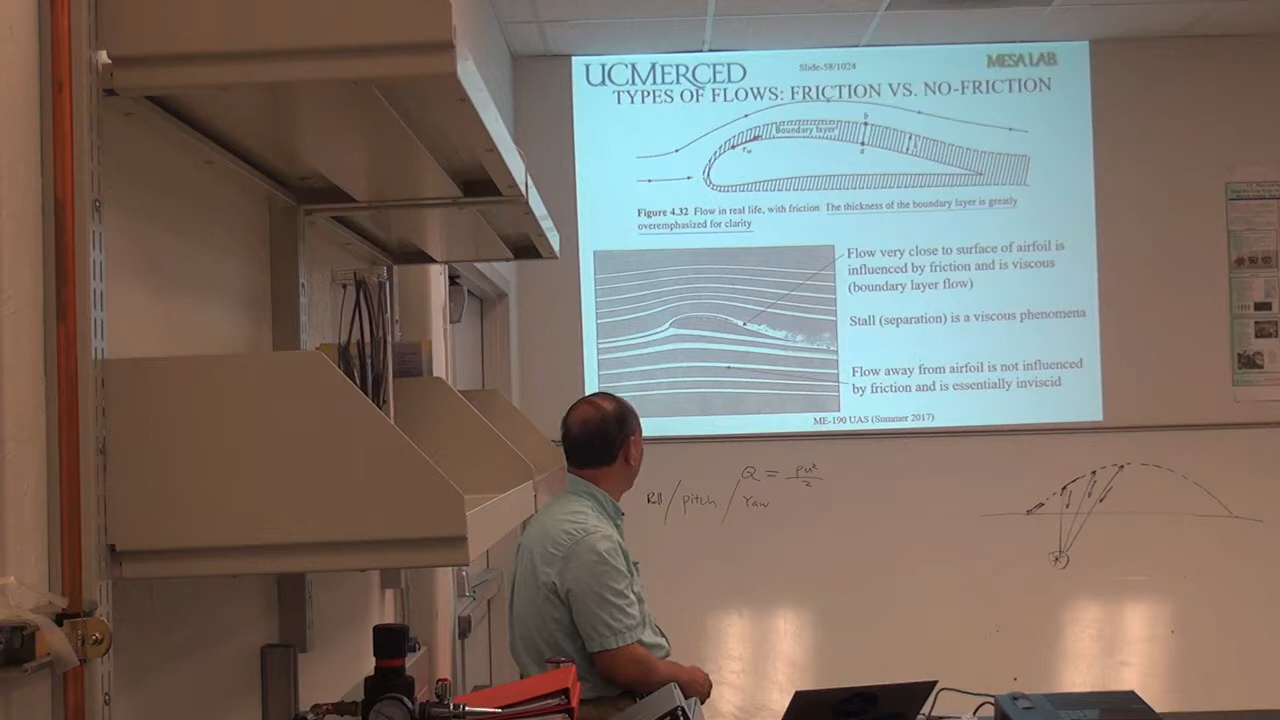 UCMERCED
Slide-58/1024
MESA LAB
TYPES OF FLOWS: FRICTION VS. NO-FRICTION
b
Boundary layer
τw
a
δ
Figure 4.32 Flow in real life, with friction The thickness of the boundary layer is greatly
overemphasized for clarity
Flow very close to surface of airfoil is
influenced by friction and is viscous
(boundary layer flow)
Stall (separation) is a viscous phenomena
Flow away from airfoil is not influenced
by friction and is essentially inviscid
ME-190 UAS (Summer 2017)
Q = ρu²/2
Roll / pitch / Yaw